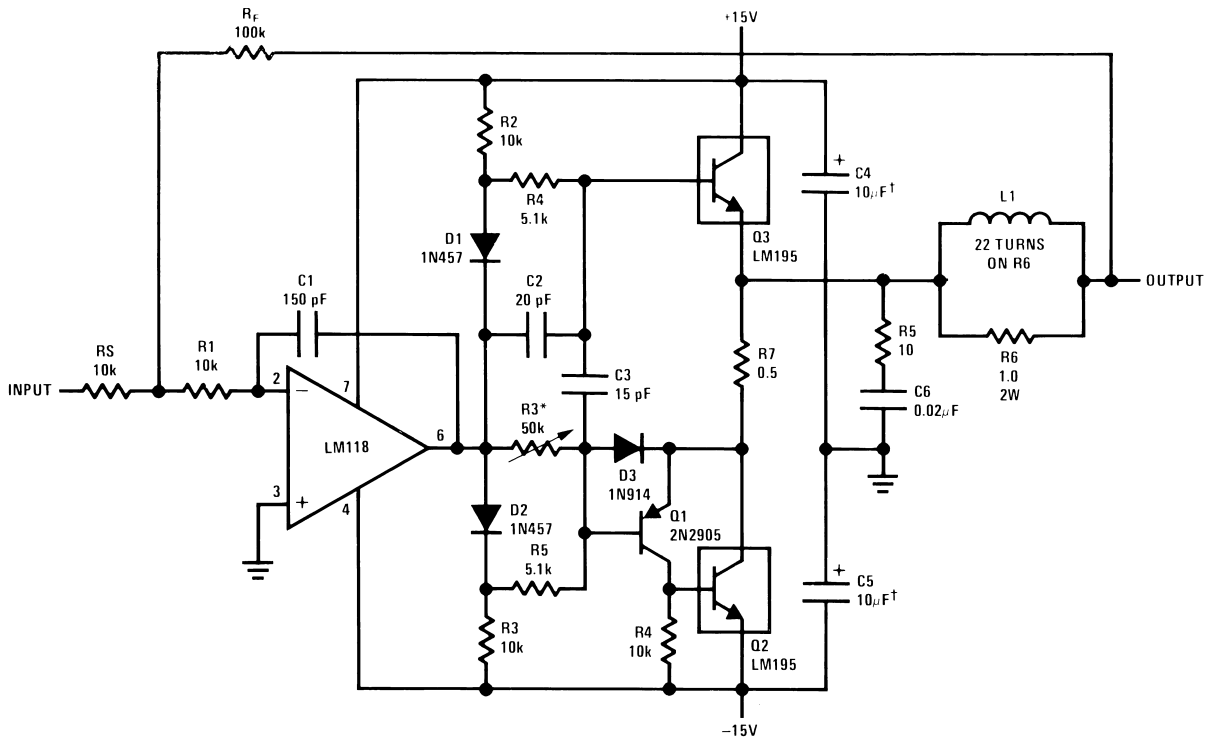 RF
100k
+15V
R2
10k
R4
5.1k
D1
1N457
Q3
LM195
C4
+
10µF†
L1
22 TURNS
ON R6
OUTPUT
C1
150 pF
C2
20 pF
RS
10k
R1
10k
INPUT
2
−
7
LM118
6
3
+
4
R3*
50k
C3
15 pF
R7
0.5
R5
10
R6
1.0
2W
C6
0.02µF
D3
1N914
D2
1N457
Q1
2N2905
R5
5.1k
+
C5
10µF†
R3
10k
R4
10k
Q2
LM195
−15V